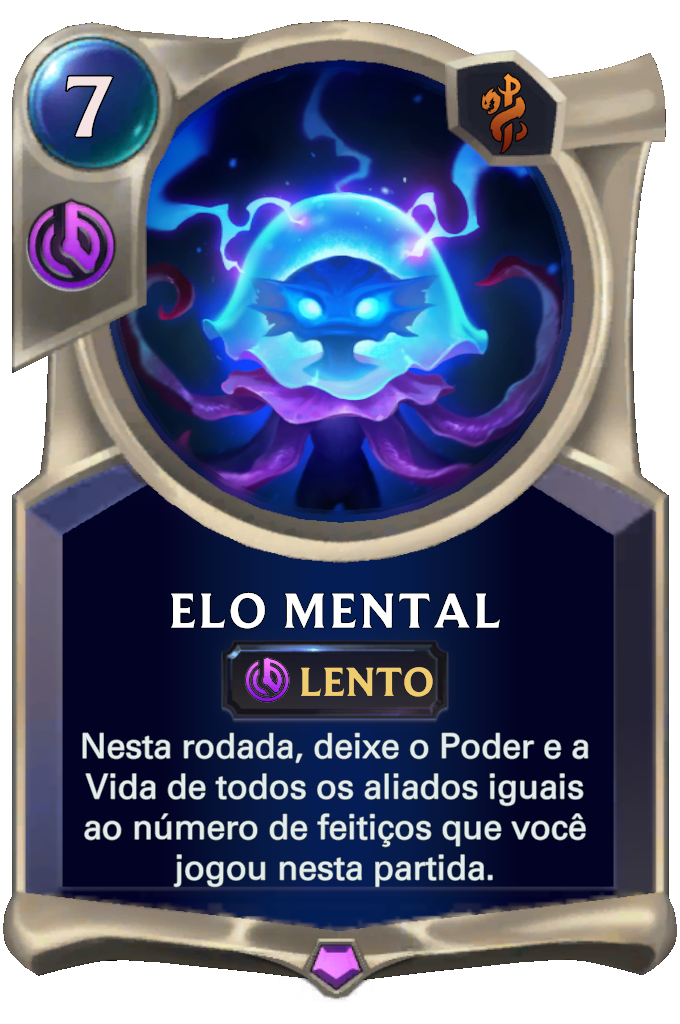 7
ELO MENTAL
LENTO
Nesta rodada, deixe o Poder e a
Vida de todos os aliados iguais
ao número de feitiços que você
jogou nesta partida.